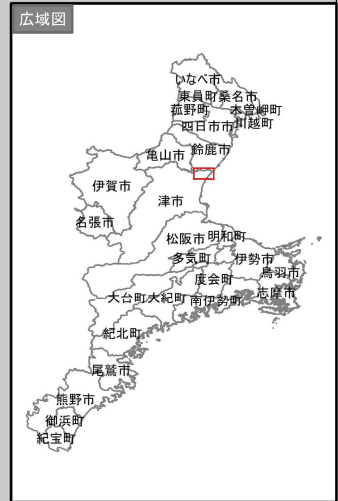 広域図
いなべ市
東員町桑名市
菰野町
木曽岬町
川越町
四日市市
鈴鹿市
亀山市
伊賀市
津市
名張市
松阪市
明和町
多気町
伊勢市
鳥羽市
度会町
志摩市
大台町大紀町
南伊勢町
紀北町
尾鷲市
熊野市
御浜町
紀宝町